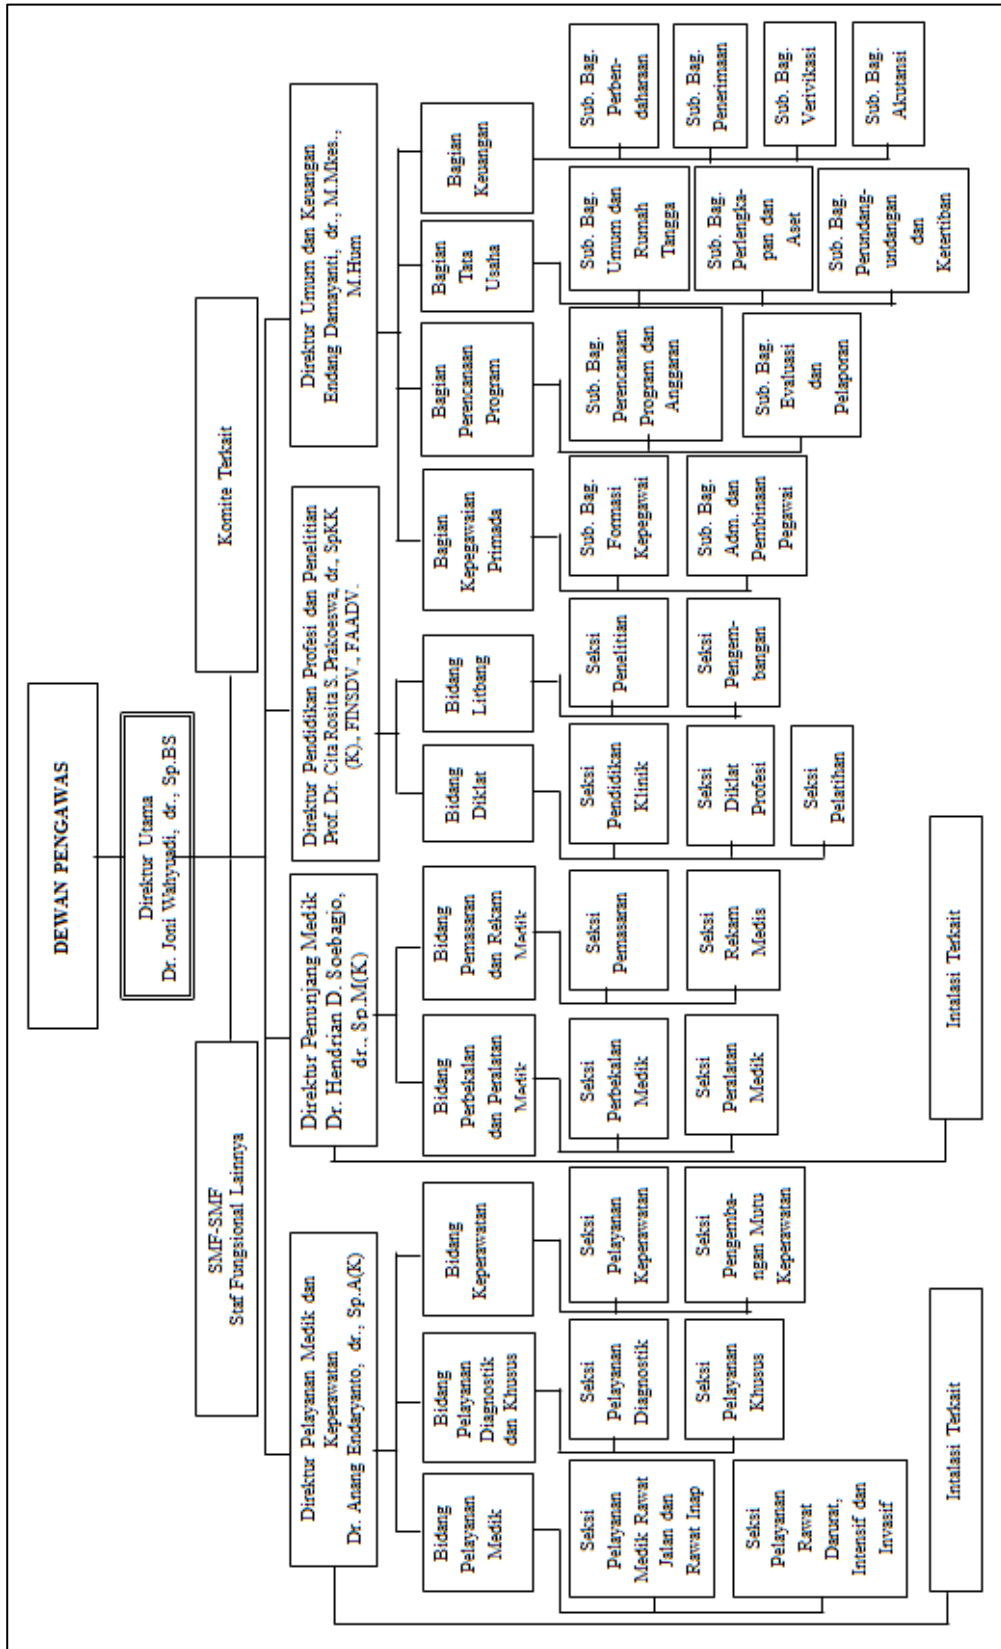 DEWAN PENGAWAS
Direktur Utama
Dr. Joni Wahyuadi, dr., Sp.BS
SMF-SMF
Staf Fungsional Lainnya
Komite Terkait
Direktur Pelayanan Medik dan
Keperawatan
Dr. Anang Endaryanto, dr., Sp.A(K)
Direktur Penunjang Medik
Dr. Hendrian D. Soebagjo,
dr., Sp.M(K)
Direktur Pendidikan Profesi dan Penelitian
Prof. Dr. Cita Rosita S. Prakoeswa, dr., SpKK
(K)., FINSDV., FAADV.
Direktur Umum dan Keuangan
Endang Damayanti, dr., M.Mkes.,
M.Hum
Bidang
Pelayanan
Medik
Bidang
Pelayanan
Diagnostik
dan Khusus
Bidang
Keperawatan
Bidang
Perbekalan
dan Peralatan
Medik
Bidang
Pemasaran
dan Rekam
Medik
Bidang
Diklat
Bidang
Litbang
Bagian
Kepegawaian
Primada
Bagian
Perencanaan
Program
Bagian
Tata
Usaha
Bagian
Keuangan
Seksi
Pelayanan
Medik Rawat
Jalan dan
Rawat Inap
Seksi
Pelayanan
Rawat
Darurat,
Intensif dan
Invasif
Seksi
Pelayanan
Diagnostik
Seksi
Pelayanan
Khusus
Seksi
Pelayanan
Keperawatan
Seksi
Pengemba-
ngan Mutu
Keperawatan
Seksi
Perbekalan
Medik
Seksi
Peralatan
Medik
Seksi
Pemasaran
Seksi
Rekam
Medis
Seksi
Pendidikan
Klinik
Seksi
Diklat
Profesi
Seksi
Pelatihan
Seksi
Penelitian
Seksi
Pengem-
bangan
Sub. Bag.
Formasi
Kepegawai
Sub. Bag.
Adm. dan
Pembinaan
Pegawai
Sub. Bag.
Perencanaan
Program dan
Anggaran
Sub. Bag.
Evaluasi
dan
Pelaporan
Sub. Bag.
Umum dan
Rumah
Tangga
Sub. Bag.
Perlengka-
pan dan
Aset
Sub. Bag.
Perundang-
undangan
dan
Ketertiban
Sub. Bag.
Perben-
daharaan
Sub. Bag.
Penerimaan
Sub. Bag.
Verivikasi
Sub. Bag.
Akutansi
Intalasi Terkait
Intalasi Terkait